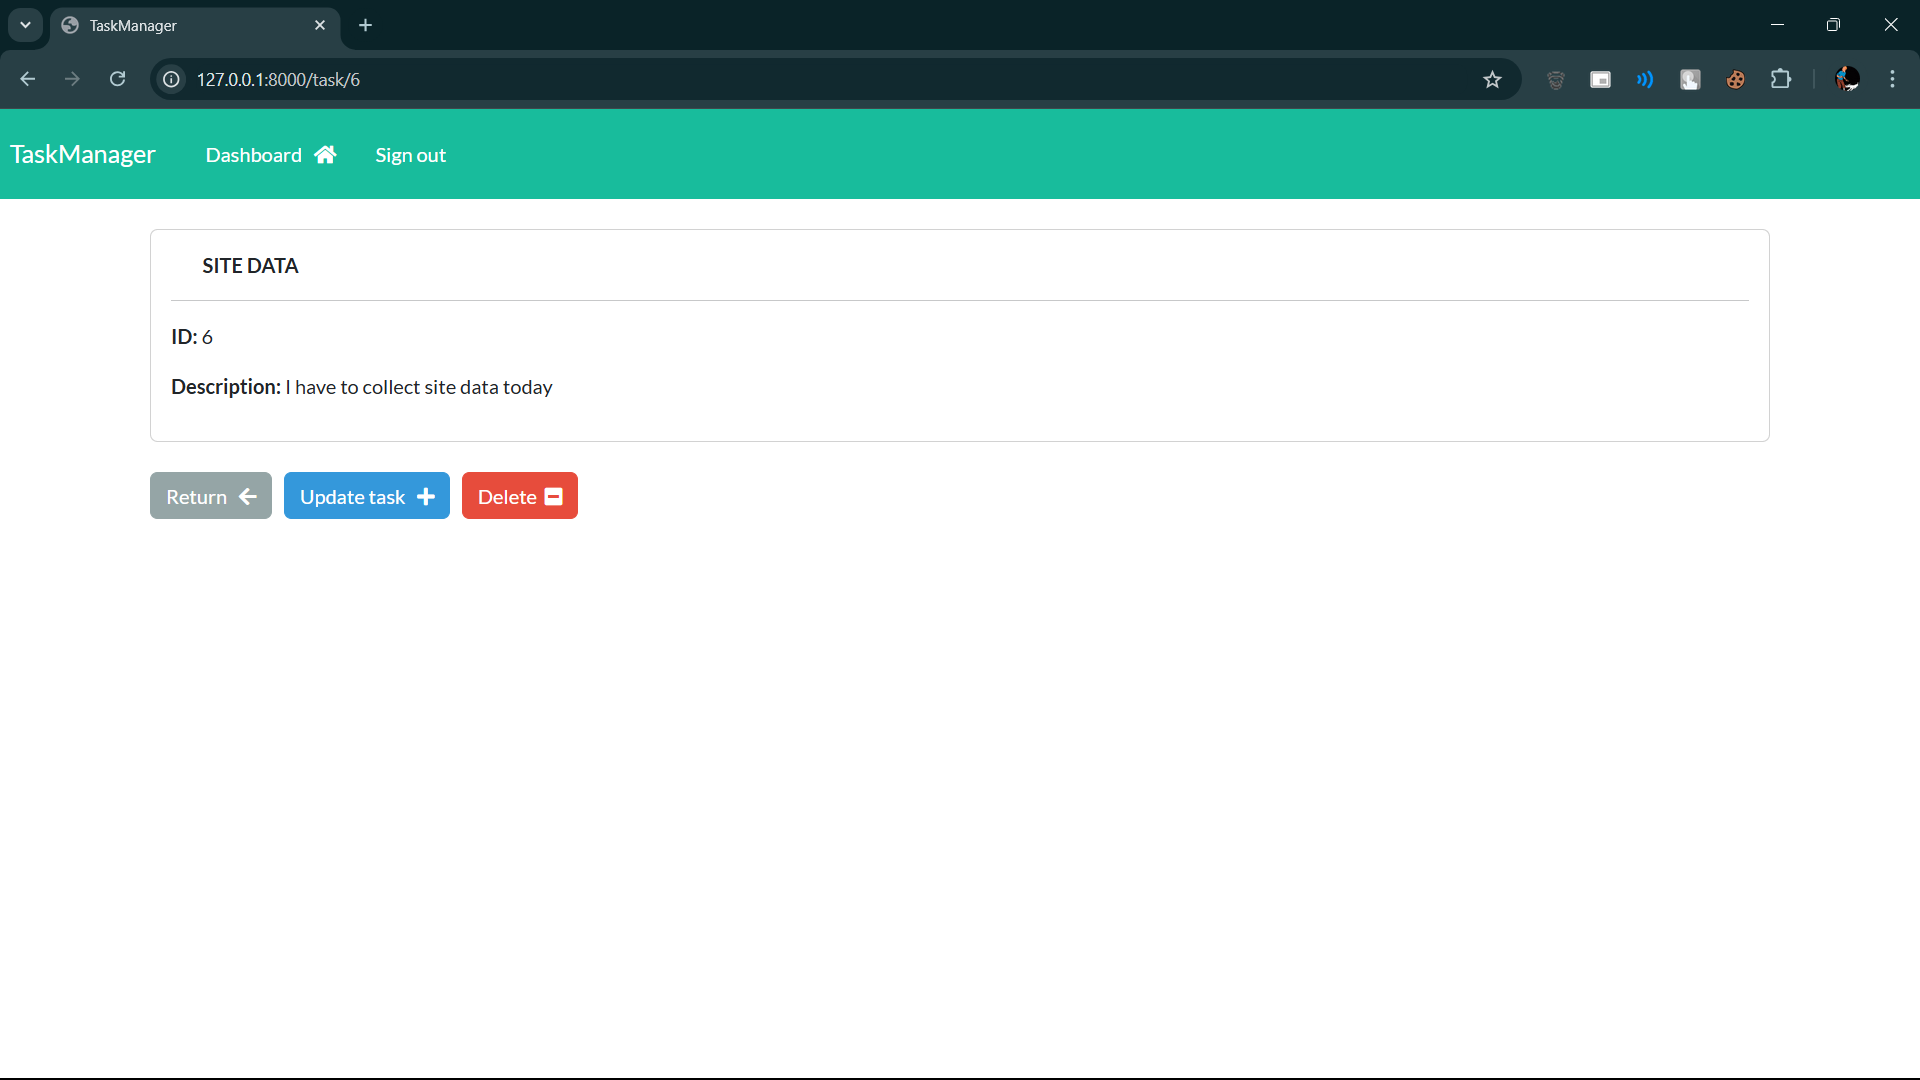 TaskManager
127.0.0.1:8000/task/6
TaskManager Dashboard Sign out
SITE DATA
ID: 6
Description: I have to collect site data today
Return Update task Delete